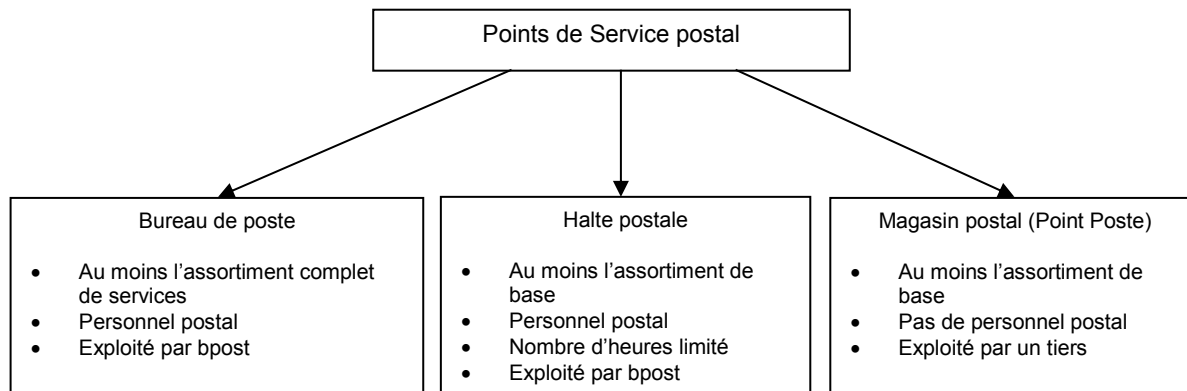 Points de Service postal
Bureau de poste
• Au moins l’assortiment complet
de services
• Personnel postal
• Exploité par bpost
Halte postale
• Au moins l’assortiment de
base
• Personnel postal
• Nombre d’heures limité
• Exploité par bpost
Magasin postal (Point Poste)
• Au moins l’assortiment de
base
• Pas de personnel postal
• Exploité par un tiers